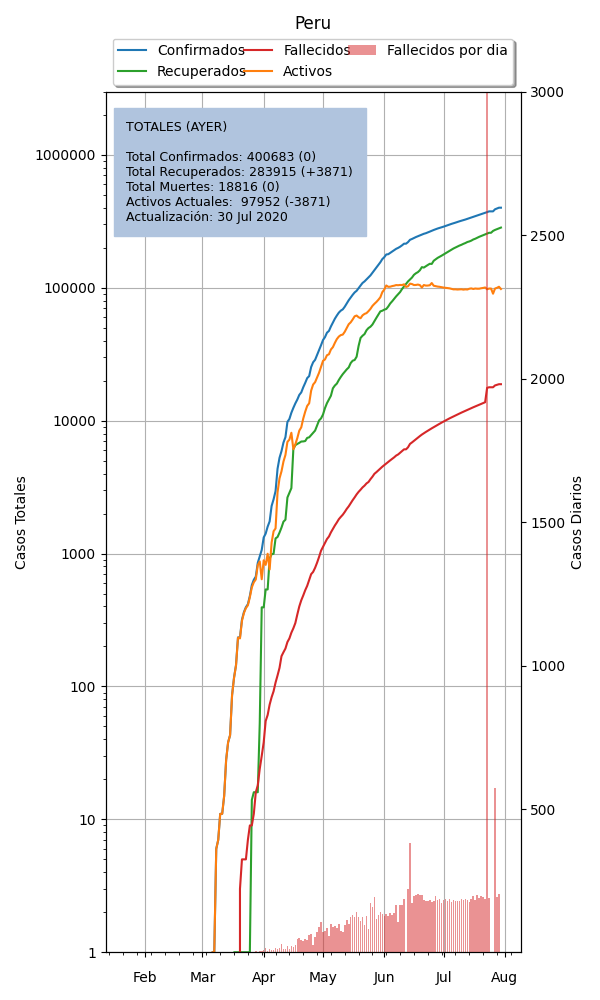 Peru
Confirmados
Fallecidos
Fallecidos por dia
Recuperados
Activos
TOTALES (AYER)
Total Confirmados: 400683 (0)
Total Recuperados: 283915 (+3871)
Total Muertes: 18816 (0)
Activos Actuales:  97952 (-3871)
Actualización: 30 Jul 2020
1000000
100000
10000
1000
100
10
1
Casos Totales
3000
2500
2000
1500
1000
500
Casos Diarios
Feb Mar Apr May Jun Jul Aug